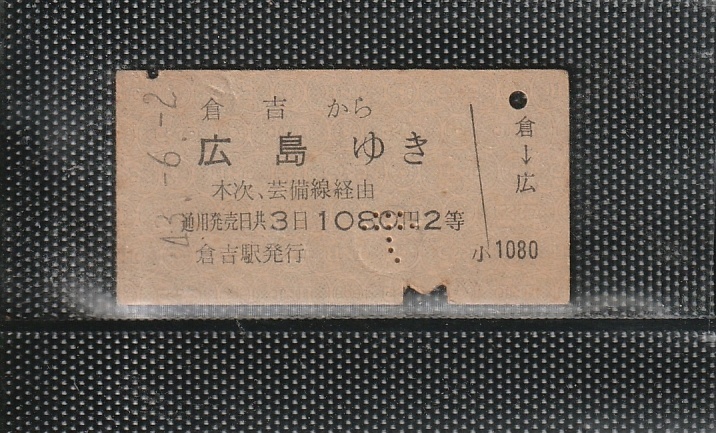 43.-6.-2
倉吉から
広島ゆき
木次、芸備線経由
通用発売日共3日1080円2等
倉吉駅発行
倉→広
小1080